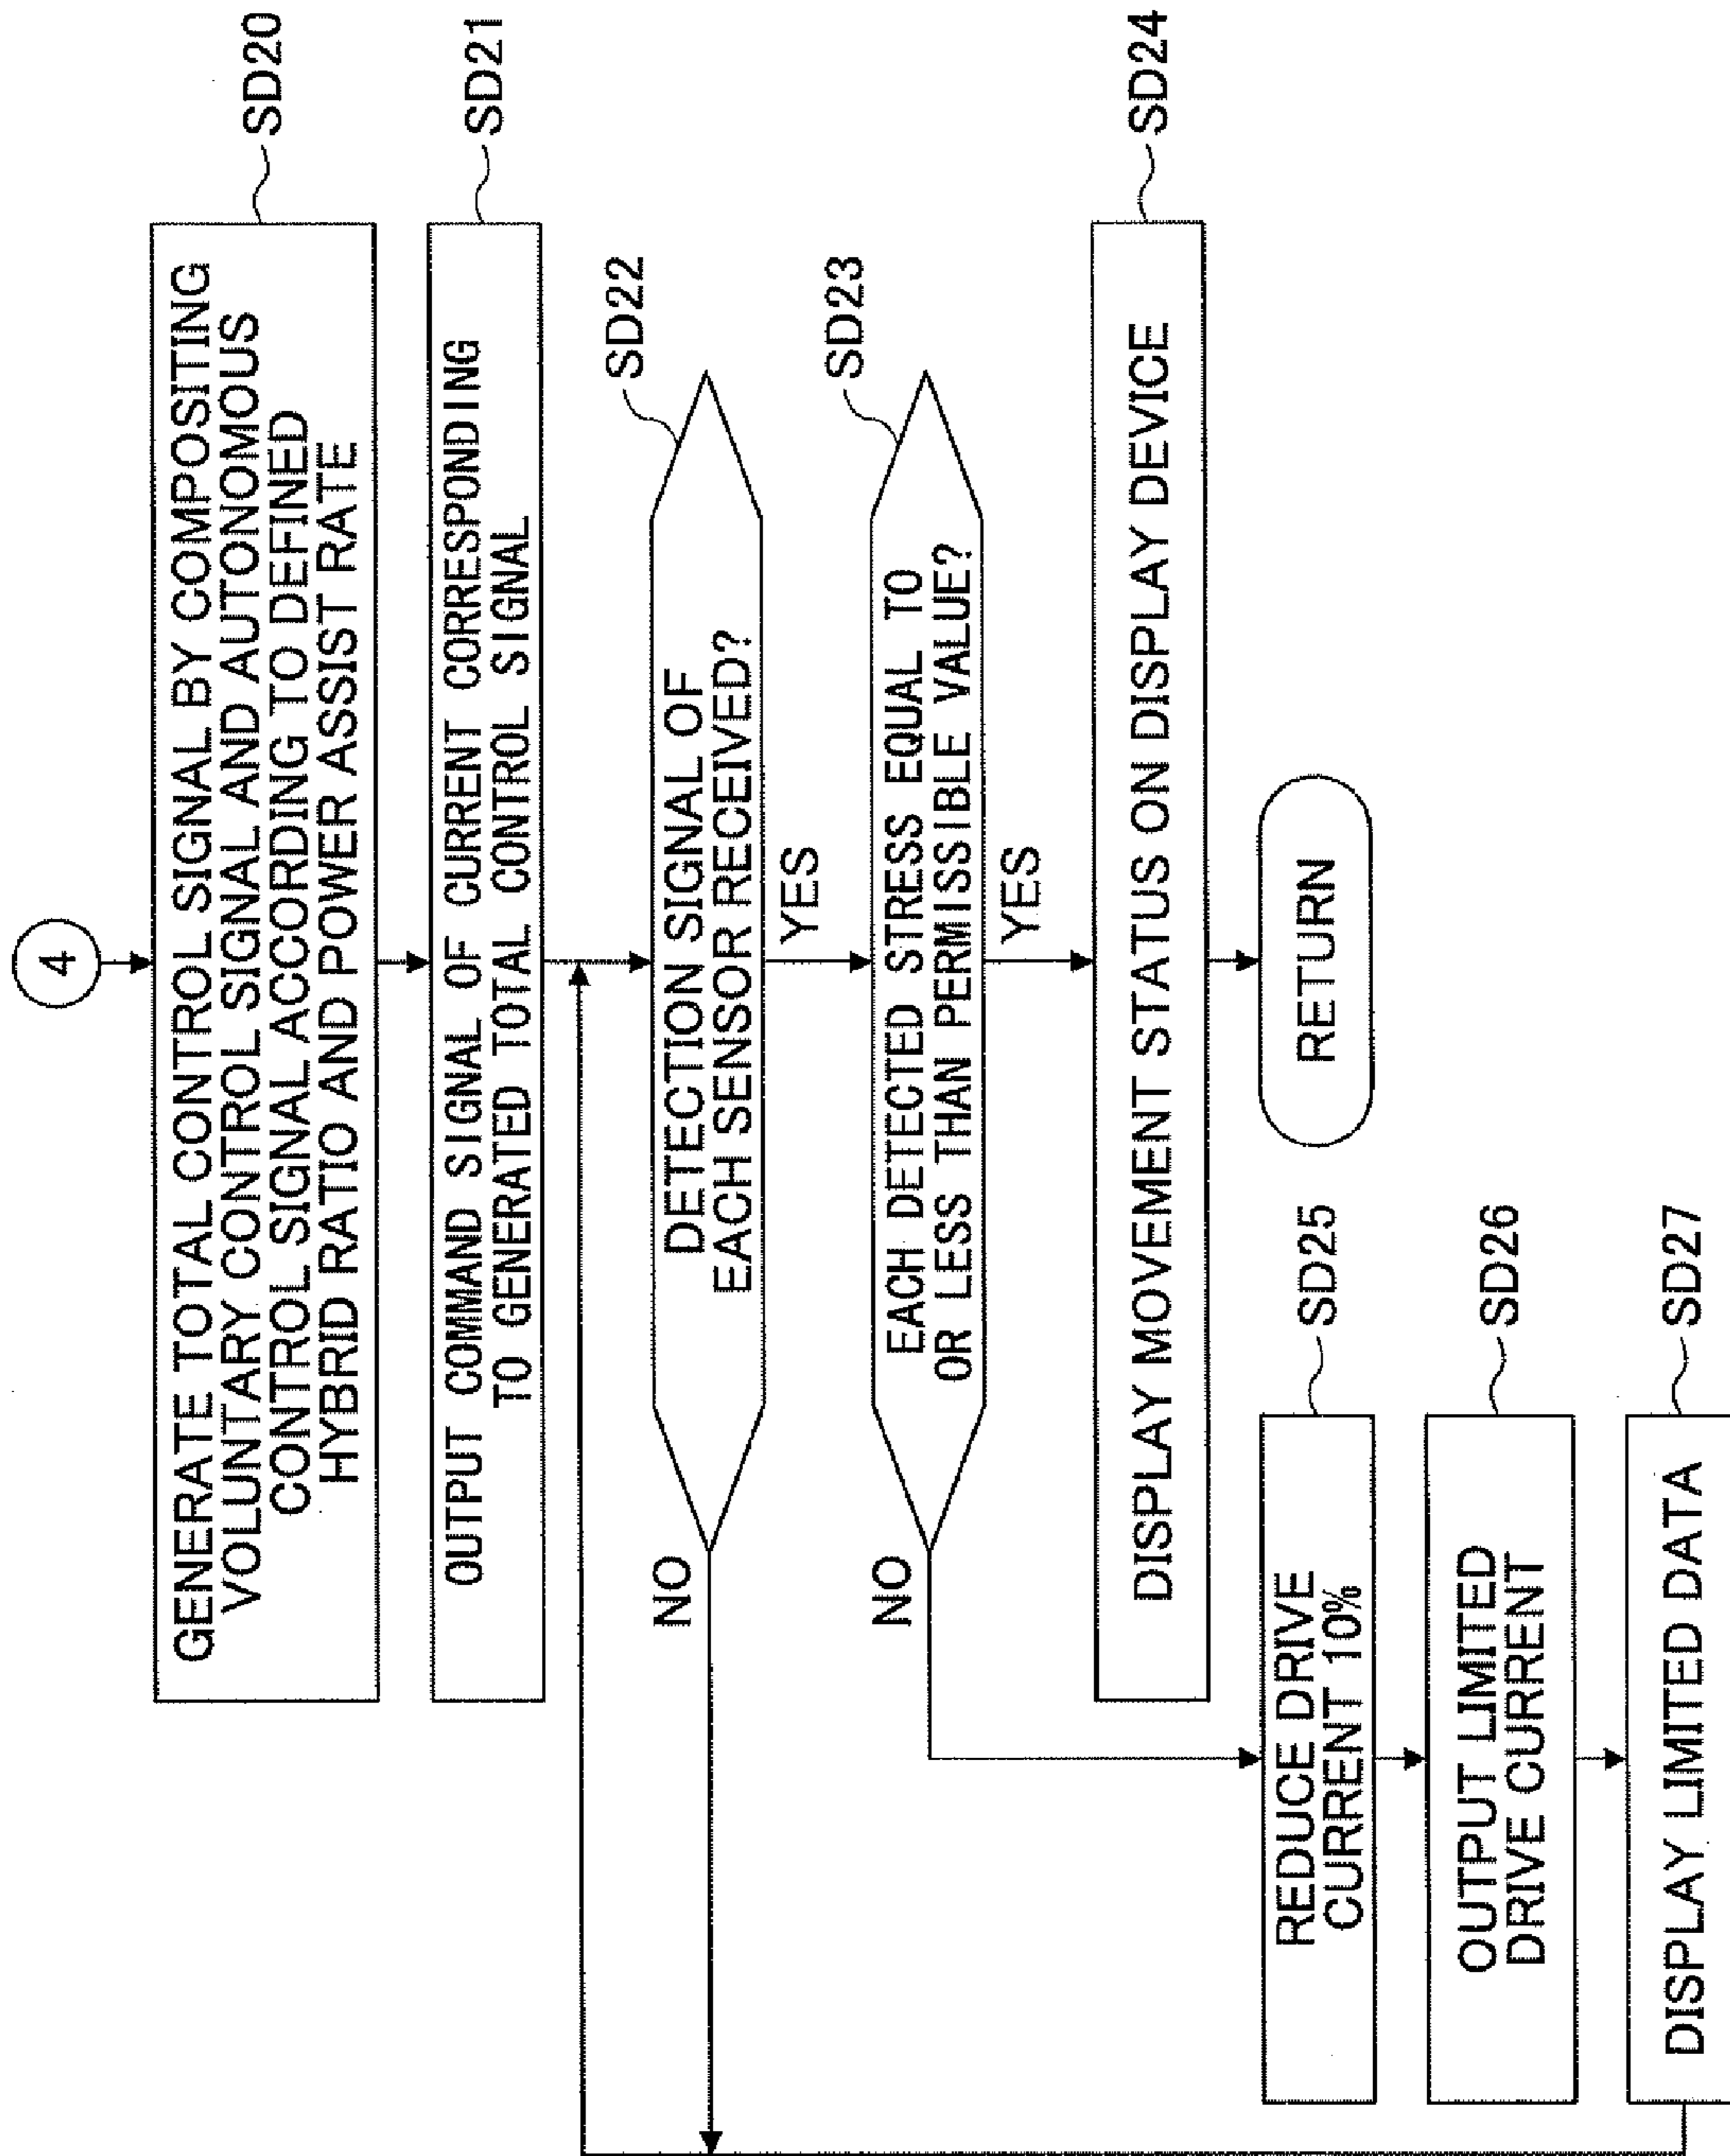 4
GENERATE TOTAL CONTROL SIGNAL BY COMPOSITING
VOLUNTARY CONTROL SIGNAL AND AUTONOMOUS
CONTROL SIGNAL ACCORDING TO DEFINED
HYBRID RATIO AND POWER ASSIST RATE
SD20
OUTPUT COMMAND SIGNAL OF CURRENT CORRESPONDING
TO GENERATED TOTAL CONTROL SIGNAL
SD21
DETECTION SIGNAL OF
EACH SENSOR RECEIVED?
SD22
NO
YES
EACH DETECTED STRESS EQUAL TO
OR LESS THAN PERMISSIBLE VALUE?
SD23
NO
YES
DISPLAY MOVEMENT STATUS ON DISPLAY DEVICE
SD24
RETURN
REDUCE DRIVE
CURRENT 10%
SD25
OUTPUT LIMITED
DRIVE CURRENT
SD26
DISPLAY LIMITED DATA
SD27